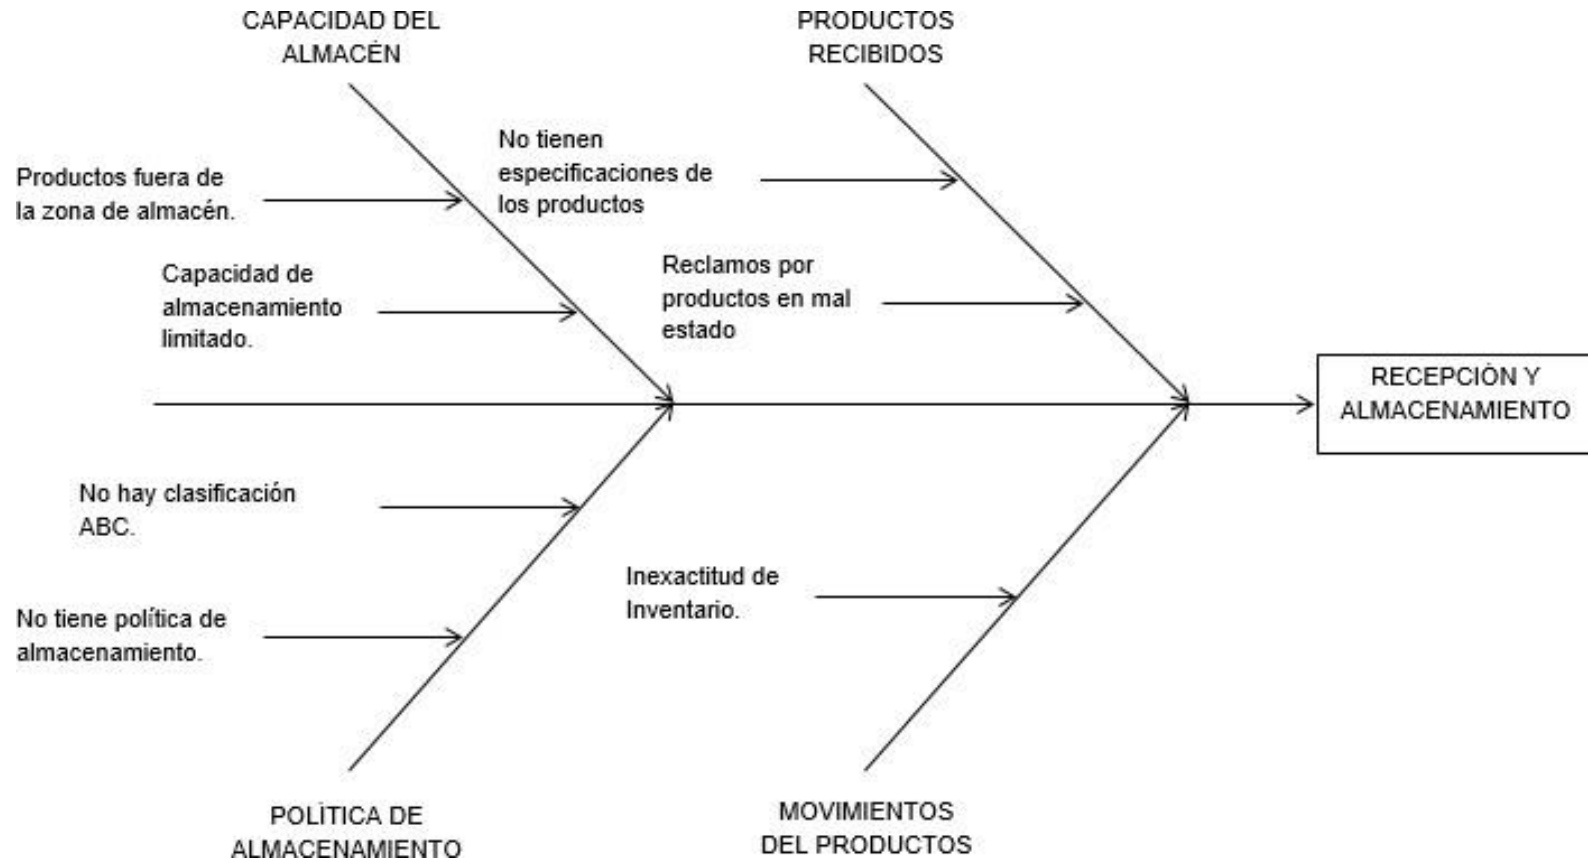 CAPACIDAD DEL
ALMACÉN
PRODUCTOS
RECIBIDOS
No tienen
especificaciones de
los productos
Productos fuera de
la zona de almacén.
Capacidad de
almacenamiento
limitado.
Reclamos por
productos en mal
estado
RECEPCIÓN Y
ALMACENAMIENTO
No hay clasificación
ABC.
Inexactitud de
Inventario.
No tiene política de
almacenamiento.
POLÍTICA DE
ALMACENAMIENTO
MOVIMIENTOS
DEL PRODUCTOS